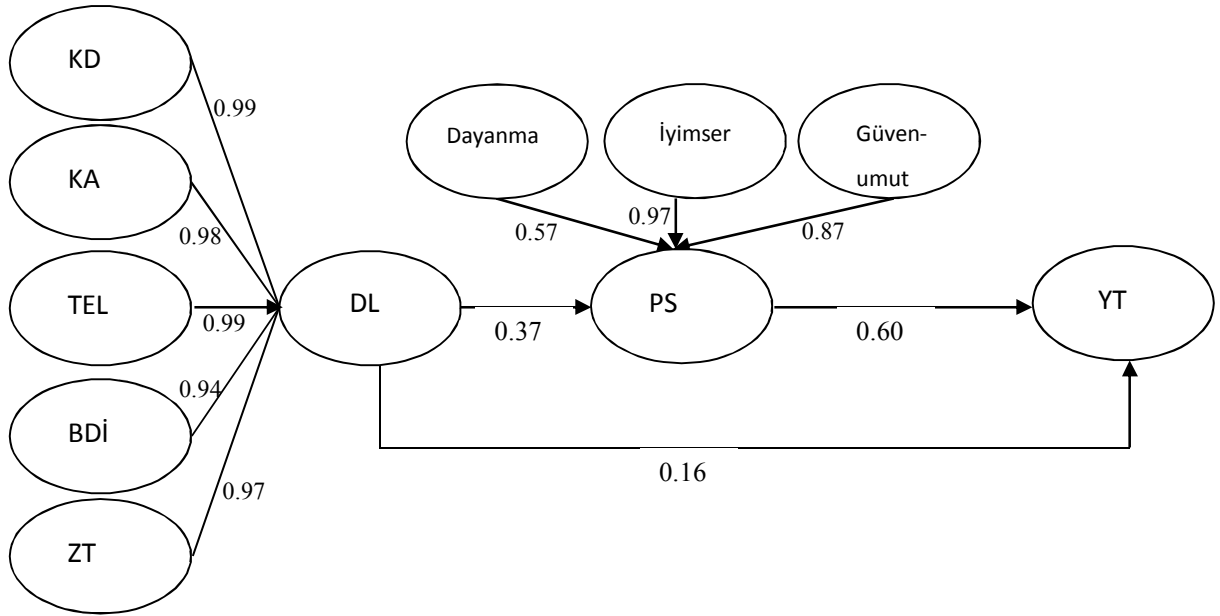 KD
0.99
Dayanma
İyimser
Güven-
umut
KA
0.98
0.57
0.97
0.87
TEL
0.99
DL
0.37
PS
0.60
YT
0.94
BDİ
0.16
0.97
ZT